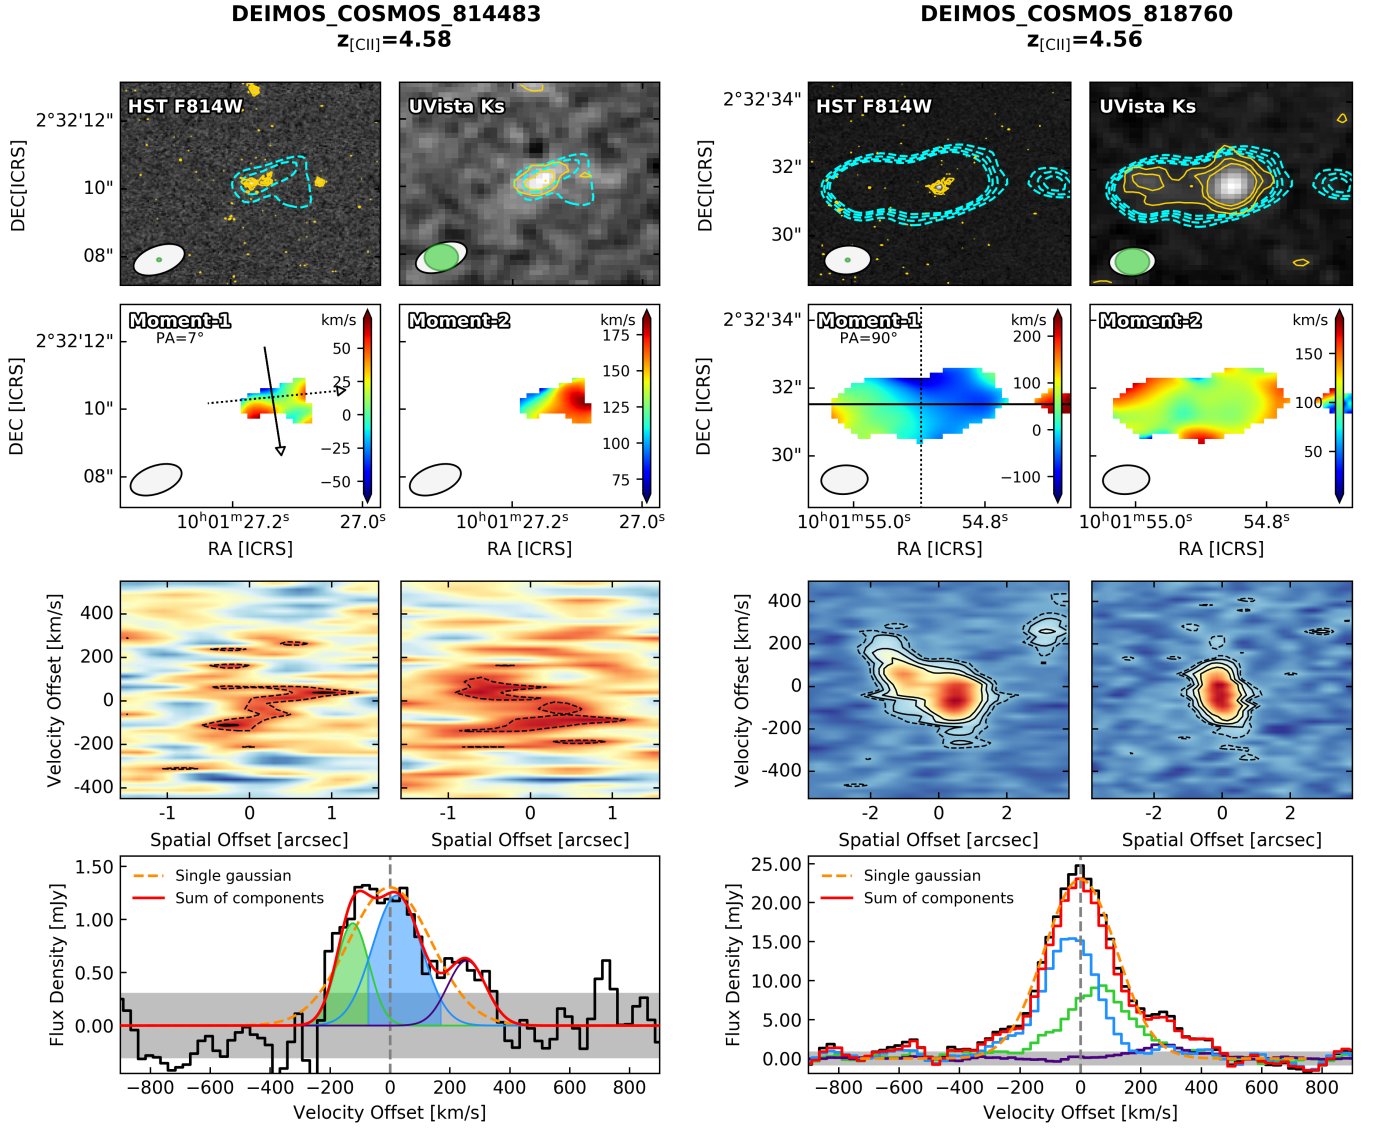 DEIMOS_COSMOS_814483
z[CII]=4.58
HST F814W
UVista Ks
2°32'12"
10"
08"
DEC[ICRS]
Moment-1
PA=7°
km/s
50
25
0
−25
−50
Moment-2
km/s
175
150
125
100
75
2°32'12"
10"
08"
DEC [ICRS]
10h01m27.2s
27.0s
RA [ICRS]
10h01m27.2s
27.0s
RA [ICRS]
Velocity Offset [km/s]
400
200
0
-200
-400
-1
0
1
Spatial Offset [arcsec]
-1
0
1
Spatial Offset [arcsec]
Flux Density [mJy]
1.50
1.00
0.50
0.00
Single gaussian
Sum of components
−800
−600
−400
−200
0
200
400
600
800
Velocity Offset [km/s]
DEIMOS_COSMOS_818760
z[CII]=4.56
HST F814W
UVista Ks
2°32'34"
32"
30"
DEC[ICRS]
Moment-1
PA=90°
km/s
200
100
0
−100
Moment-2
km/s
150
100
50
2°32'34"
32"
30"
DEC [ICRS]
10h01m55.0s
54.8s
RA [ICRS]
10h01m55.0s
54.8s
RA [ICRS]
Velocity Offset [km/s]
400
200
0
-200
-400
-2
0
2
Spatial Offset [arcsec]
-2
0
2
Spatial Offset [arcsec]
Flux Density [mJy]
25.00
20.00
15.00
10.00
5.00
0.00
Single gaussian
Sum of components
−800
−600
−400
−200
0
200
400
600
800
Velocity Offset [km/s]